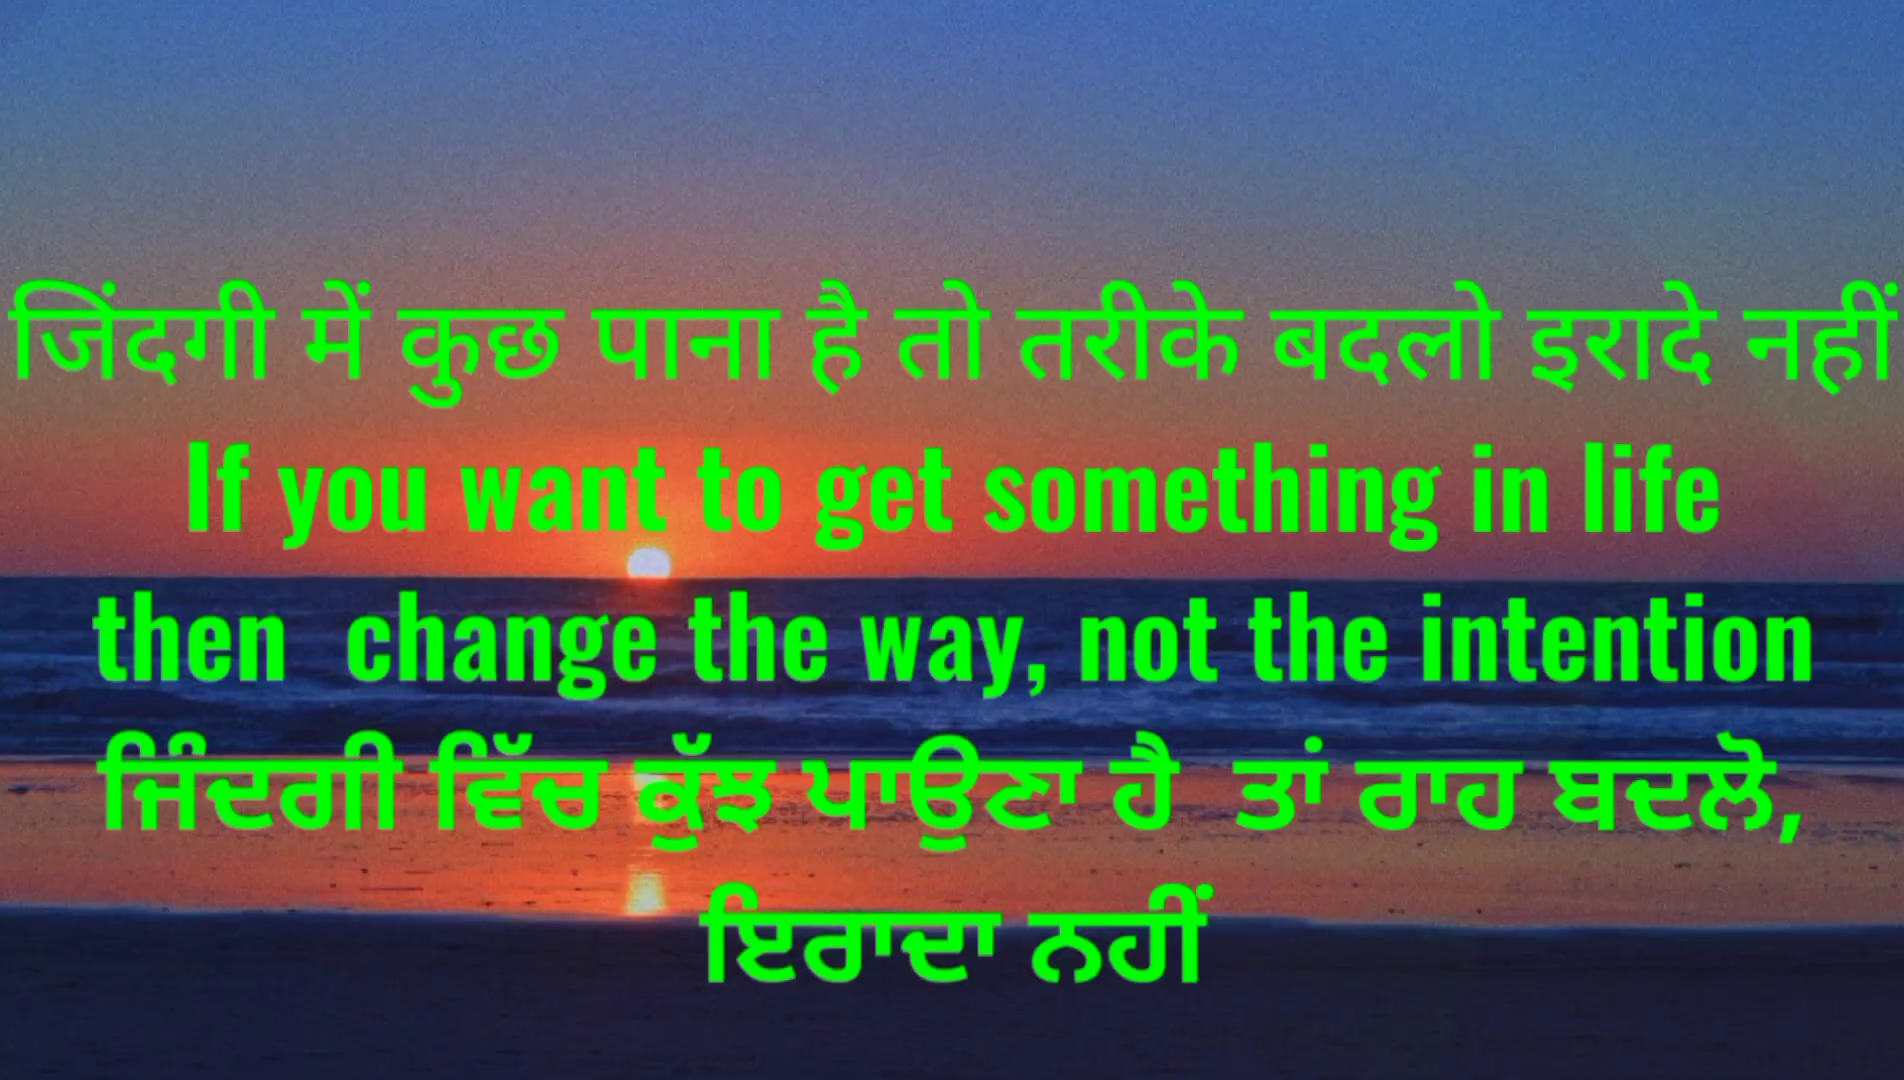 जिंदगी में कुछ पाना है तो तरीके बदलो इरादे नहीं
If you want to get something in life
then  change the way, not the intention
ਜਿੰਦਗੀ ਵਿੱਚ ਕੁੱਝ ਪਾਉਣਾ ਹੈ  ਤਾਂ ਰਾਹ ਬਦਲੋ,
ਇਰਾਦਾ ਨਹੀਂ